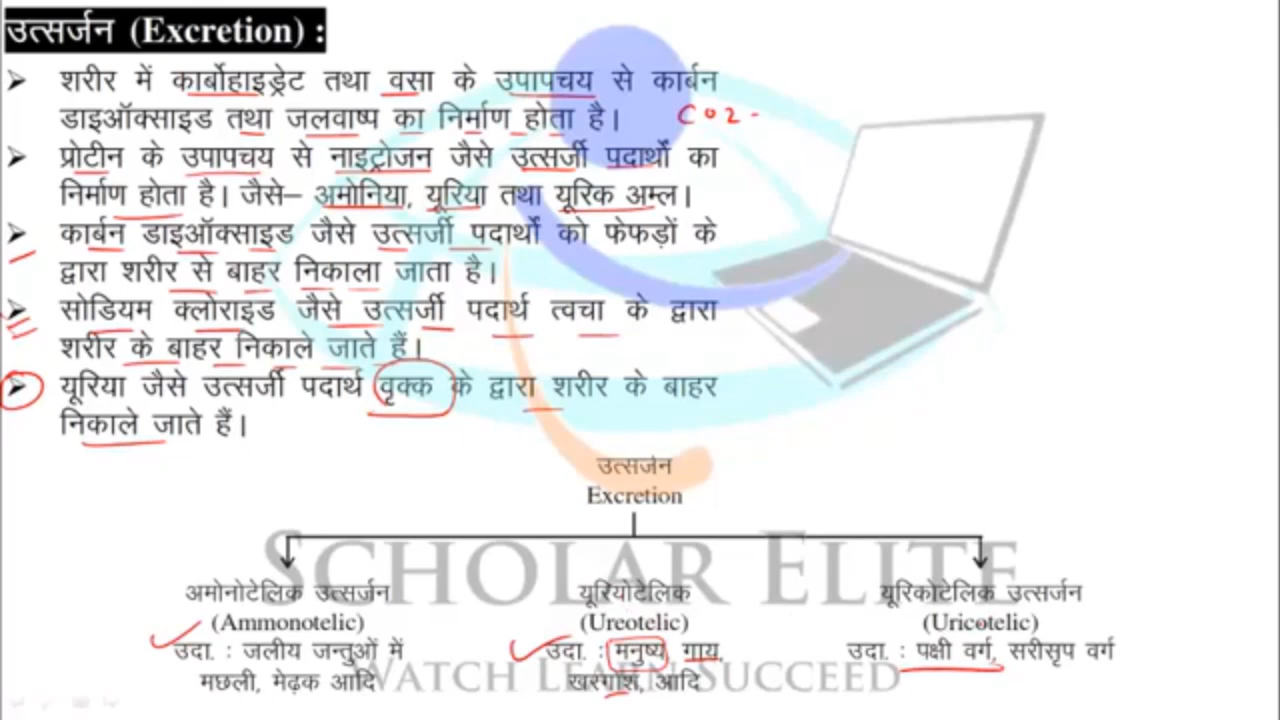 उत्सर्जन (Excretion) :
➢ शरीर में कार्बोहाइड्रेट तथा वसा के उपापचय से कार्बन
डाइऑक्साइड तथा जलवाष्प का निर्माण होता है।
CO2
➢ प्रोटीन के उपापचय से नाइट्रोजन जैसे उत्सर्जी पदार्थों का
निर्माण होता है। जैसे– अमोनिया, यूरिया तथा यूरिक अम्ल।
➢ कार्बन डाइऑक्साइड जैसे उत्सर्जी पदार्थों को फेफड़ों के
द्वारा शरीर से बाहर निकाला जाता है।
➢ सोडियम क्लोराइड जैसे उत्सर्जी पदार्थ त्वचा के द्वारा
शरीर के बाहर निकाले जाते हैं।
➢ यूरिया जैसे उत्सर्जी पदार्थ वृक्क के द्वारा शरीर के बाहर
निकाले जाते हैं।
उत्सर्जन
Excretion
SCHOLAR ELITE
अमोनोटेलिक उत्सर्जन यूरियोटेलिक यूरिकोटेलिक उत्सर्जन
(Ammonotelic) (Ureotelic) (Uricotelic)
उदा. : जलीय जन्तुओं में उदा. : मनुष्य, गाय, उदा. : पक्षी वर्ग, सरीसृप वर्ग
मछली, मेढ़क आदि खरगोश, आदि
WATCH LEARN SUCCEED